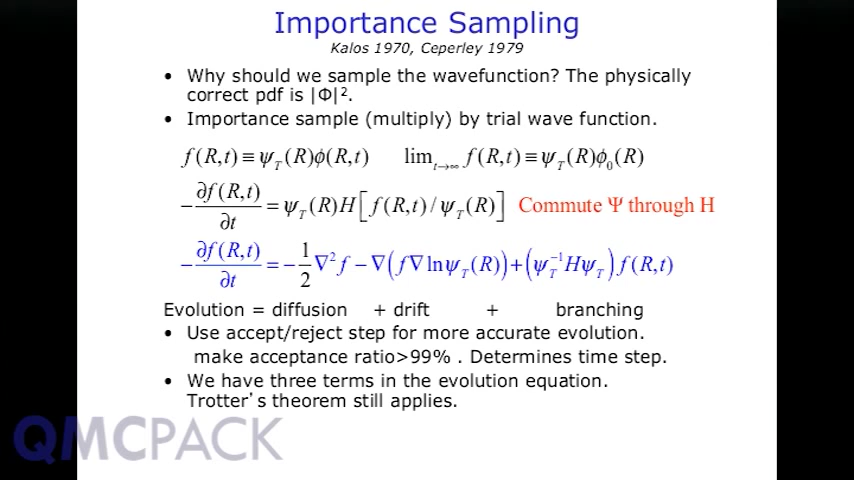 Importance Sampling
Kalos 1970, Ceperley 1979
• Why should we sample the wavefunction? The physically
correct pdf is |Φ|².
• Importance sample (multiply) by trial wave function.
f(R,t) ≡ ψ_T(R)ϕ(R,t)   lim_{t→∞} f(R,t) ≡ ψ_T(R)ϕ₀(R)
−∂f(R,t)/∂t = ψ_T(R)H[f(R,t)/ψ_T(R)]  Commute Ψ through H
−∂f(R,t)/∂t = −1/2 ∇²f − ∇(f∇lnψ_T(R)) + (ψ_T⁻¹Hψ_T)f(R,t)
Evolution = diffusion + drift + branching
• Use accept/reject step for more accurate evolution.
make acceptance ratio>99% . Determines time step.
• We have three terms in the evolution equation.
Trotter's theorem still applies.
QMCPACK